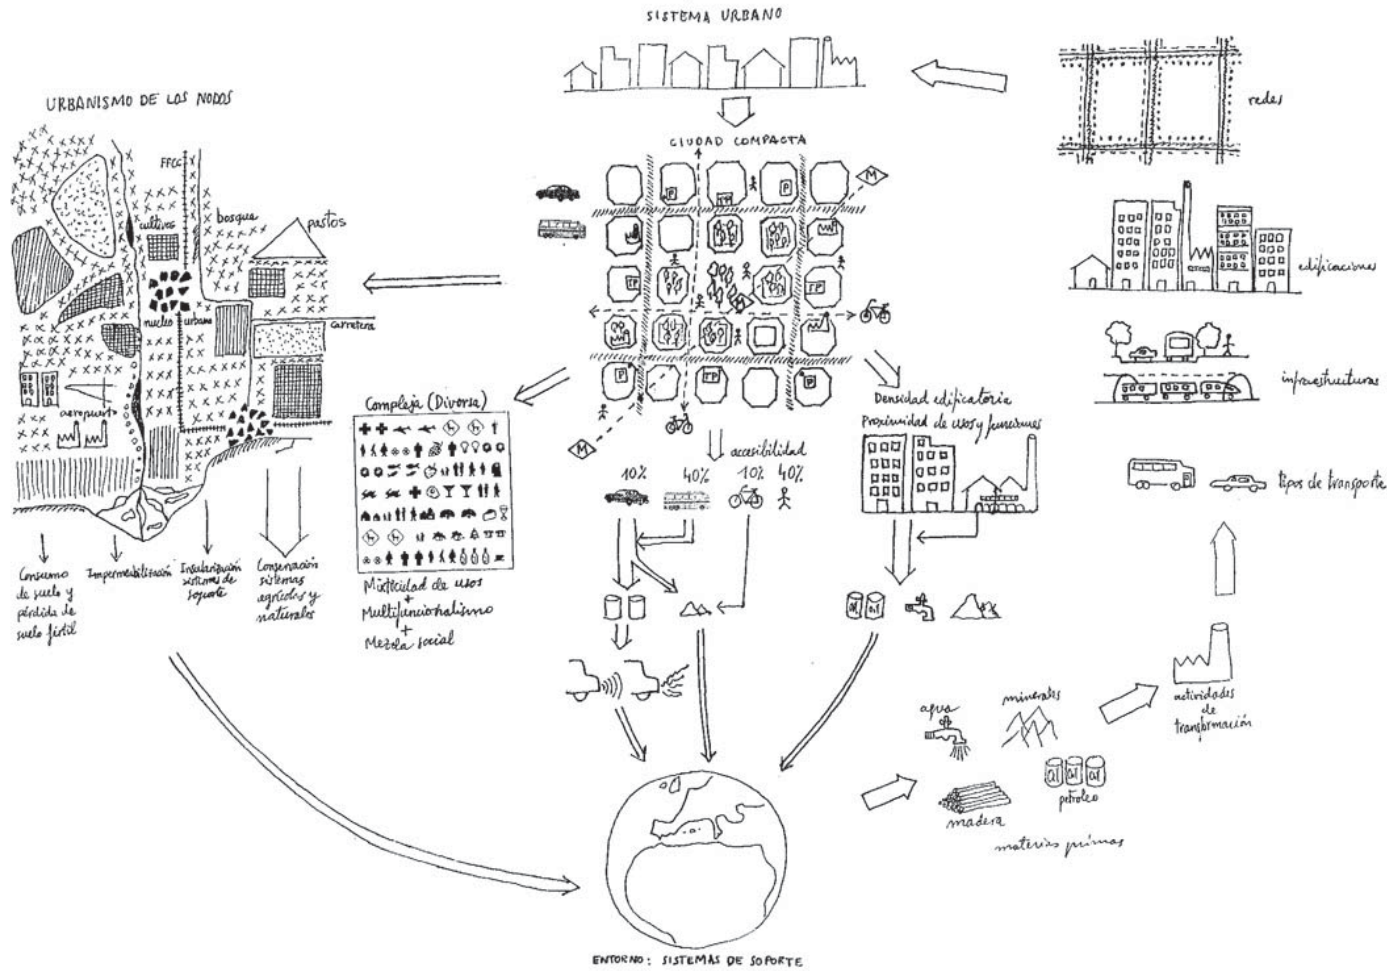 SISTEMA URBANO
URBANISMO DE LOS NODOS
CIUDAD COMPACTA
redes
FFCC
bosque
pastos
cultivos
nucleo urbano
carretera
aeropuerto
M
P
P
P
P
P
P
M
edificaciones
infraestructuras
tipos de transporte
Compleja (Diversa)
Densidad edificatoria
Proximidad de usos y funciones
accesibilidad
10% 40% 10% 40%
Consumo
de suelo y
pérdida de
suelo fértil
Impermeabilización
Insularización
sistemas de
soporte
Conservación
sistemas
agrícolas y
naturales
Mixticidad de usos
+
Multifuncionalismo
+
Mezcla social
agua
minerales
madera
petroleo
materias primas
actividades
de
transformación
ENTORNO: SISTEMAS DE SOPORTE